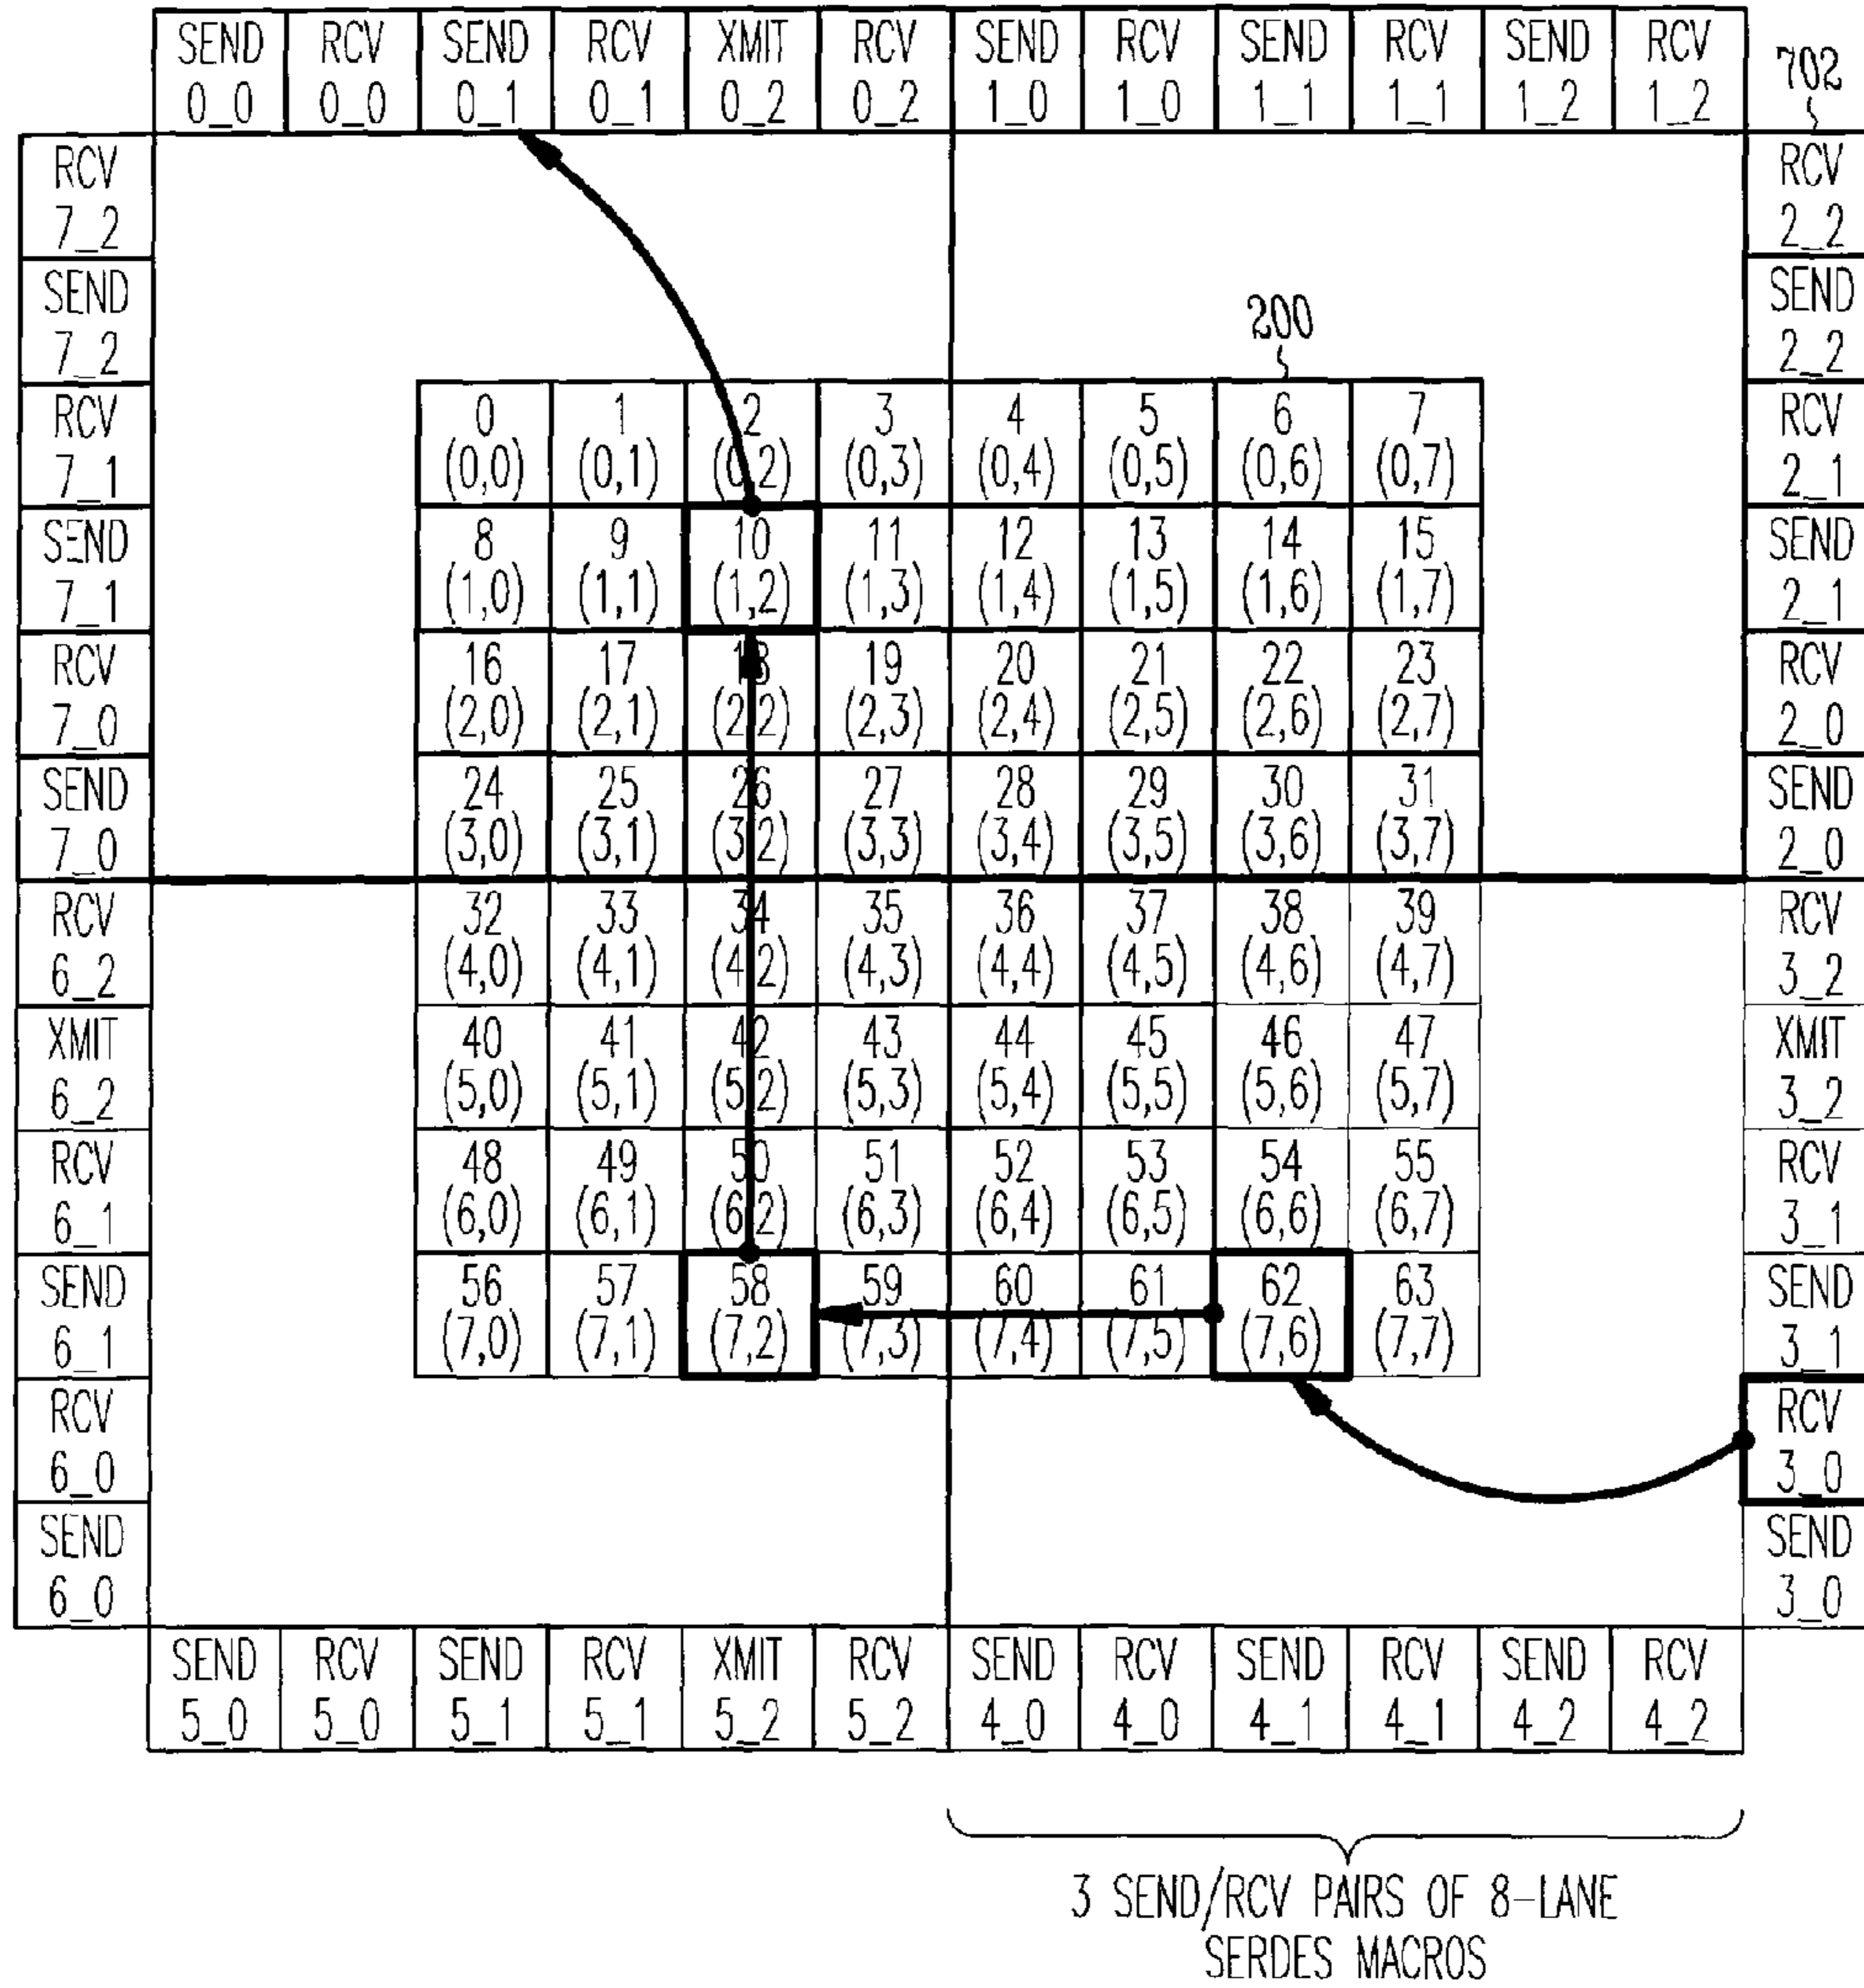 SEND RCV SEND RCV XMIT RCV SEND RCV SEND RCV SEND RCV
0_0 0_0 0_1 0_1 0_2 0_2 1_0 1_0 1_1 1_1 1_2 1_2
702
RCV RCV
7_2 2_2
SEND SEND
7_2 2_2
200
RCV 0 1 2 3 4 5 6 7 RCV
7_1 (0,0) (0,1) (0,2) (0,3) (0,4) (0,5) (0,6) (0,7) 2_1
SEND 8 9 10 11 12 13 14 15 SEND
7_1 (1,0) (1,1) (1,2) (1,3) (1,4) (1,5) (1,6) (1,7) 2_1
RCV 16 17 18 19 20 21 22 23 RCV
7_0 (2,0) (2,1) (2,2) (2,3) (2,4) (2,5) (2,6) (2,7) 2_0
SEND 24 25 26 27 28 29 30 31 SEND
7_0 (3,0) (3,1) (3,2) (3,3) (3,4) (3,5) (3,6) (3,7) 2_0
RCV 32 33 34 35 36 37 38 39 RCV
6_2 (4,0) (4,1) (4,2) (4,3) (4,4) (4,5) (4,6) (4,7) 3_2
XMIT 40 41 42 43 44 45 46 47 XMIT
6_2 (5,0) (5,1) (5,2) (5,3) (5,4) (5,5) (5,6) (5,7) 3_2
RCV 48 49 50 51 52 53 54 55 RCV
6_1 (6,0) (6,1) (6,2) (6,3) (6,4) (6,5) (6,6) (6,7) 3_1
SEND 56 57 58 59 60 61 62 63 SEND
6_1 (7,0) (7,1) (7,2) (7,3) (7,4) (7,5) (7,6) (7,7) 3_1
RCV RCV
6_0 3_0
SEND SEND
6_0 3_0
SEND RCV SEND RCV XMIT RCV SEND RCV SEND RCV SEND RCV
5_0 5_0 5_1 5_1 5_2 5_2 4_0 4_0 4_1 4_1 4_2 4_2
3 SEND/RCV PAIRS OF 8-LANE
SERDES MACROS